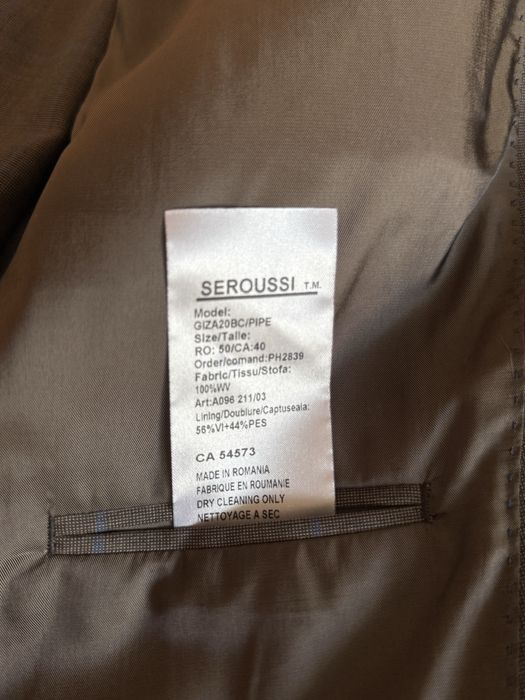 SEROUSSI T.M.
Model:
GIZA20BC/PIPE
Size/Talle:
RO: 50/CA:40
Order/comand:PH2839
Fabric/Tissu/Stofa:
100%WV
Art:A096 211/03
Lining/Doublure/Captuseala:
56%VI+44%PES
CA 54573
MADE IN ROMANIA
FABRIQUE EN ROUMANIE
DRY CLEANING ONLY
NETTOYAGE A SEC